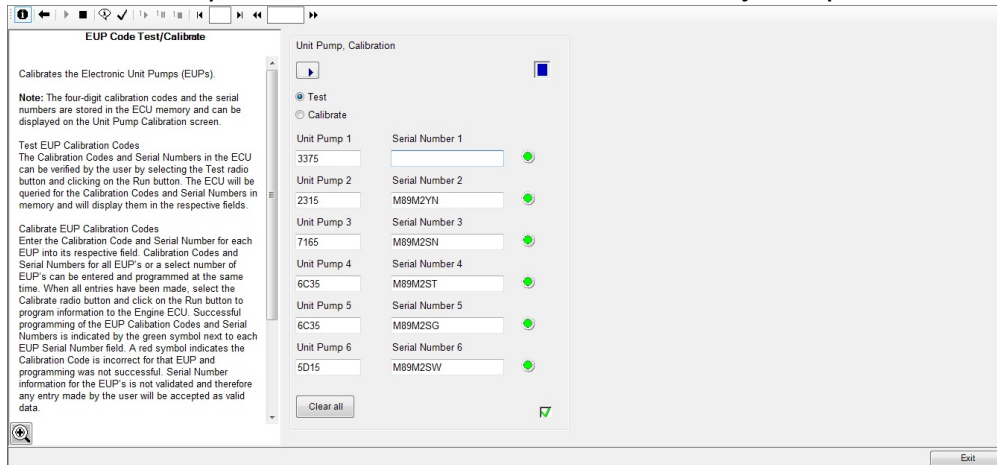 EUP Code Test/Calibrate
Calibrates the Electronic Unit Pumps (EUPs).
Note: The four-digit calibration codes and the serial
numbers are stored in the ECU memory and can be
displayed on the Unit Pump Calibration screen.
Test EUP Calibration Codes
The Calibration Codes and Serial Numbers in the ECU
can be verified by the user by selecting the Test radio
button and clicking on the Run button. The ECU will be
queried for the Calibration Codes and Serial Numbers in
memory and will display them in the respective fields.
Calibrate EUP Calibration Codes
Enter the Calibration Code and Serial Number for each
EUP into its respective field. Calibration Codes and
Serial Numbers for all EUP's or a select number of
EUP's can be entered and programmed at the same
time. When all entries have been made, select the
Calibrate radio button and click on the Run button to
program information to the Engine ECU. Successful
programming of the EUP Calibation Codes and Serial
Numbers is indicated by the green symbol next to each
EUP Serial Number field. A red symbol indicates the
Calibration Code is incorrect for that EUP and
programming was not successful. Serial Number
information for the EUP's is not validated and therefore
any entry made by the user will be accepted as valid
data.
Unit Pump, Calibration
Test
Calibrate
Unit Pump 1 Serial Number 1
3375
Unit Pump 2 Serial Number 2
2315 M89M2YN
Unit Pump 3 Serial Number 3
7165 M89M2SN
Unit Pump 4 Serial Number 4
6C35 M89M2ST
Unit Pump 5 Serial Number 5
6C35 M89M2SG
Unit Pump 6 Serial Number 6
5D15 M89M2SW
Clear all
Exit